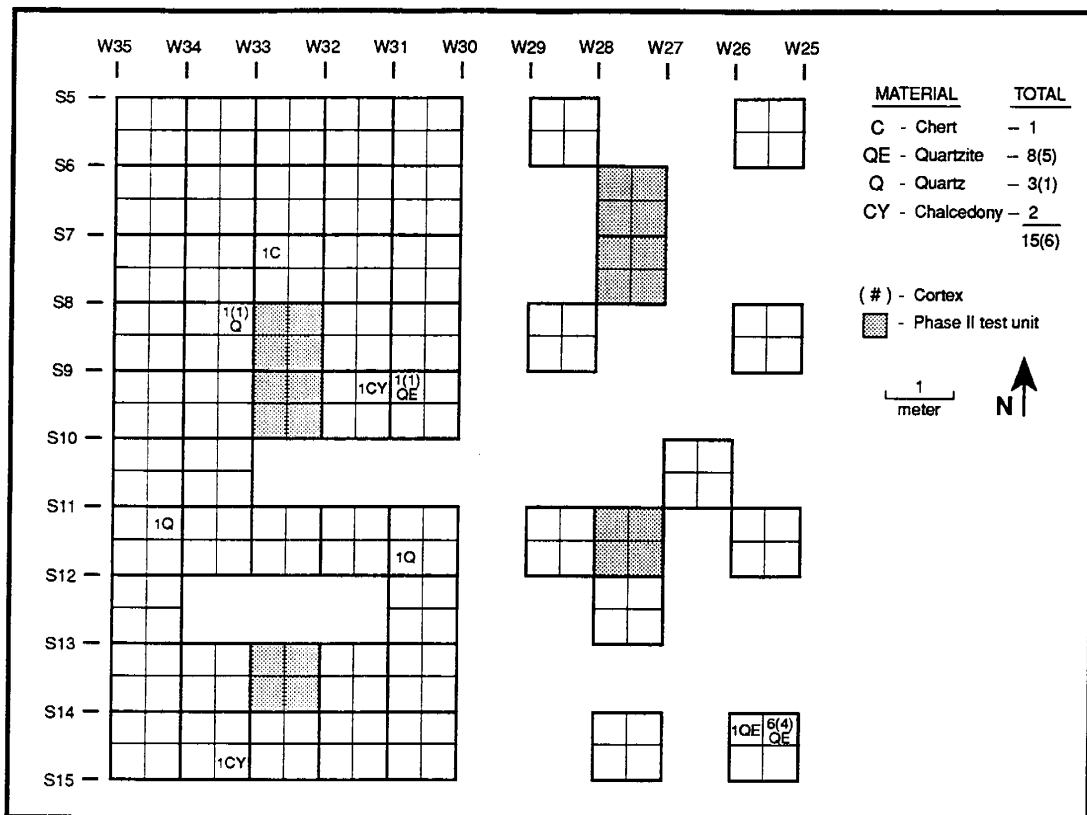 W35 W34 W33 W32 W31 W30 W29 W28 W27 W26 W25
S5
S6
S7
S8
S9
S10
S11
S12
S13
S14
S15
1C
1(1)
Q
1CY
1(1)
QE
1Q
1Q
1CY
1QE
6(4)
QE
MATERIAL TOTAL
C - Chert – 1
QE - Quartzite – 8(5)
Q - Quartz – 3(1)
CY - Chalcedony – 2
15(6)
(#) - Cortex
- Phase II test unit
1
meter
N